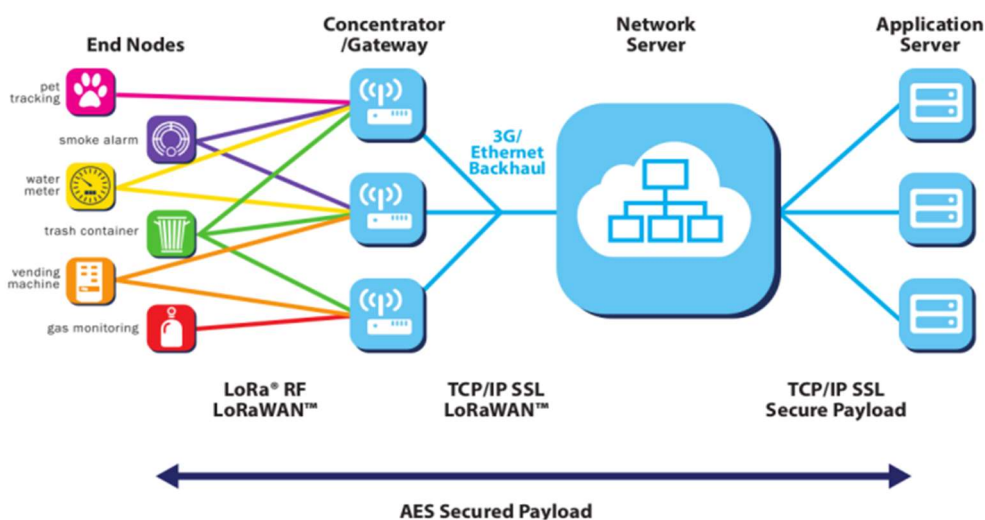 End Nodes
Concentrator
/Gateway
Network
Server
Application
Server
pet
tracking
smoke alarm
water
meter
trash container
vending
machine
gas monitoring
3G/
Ethernet
Backhaul
LoRa® RF
LoRaWAN™
TCP/IP SSL
LoRaWAN™
TCP/IP SSL
Secure Payload
AES Secured Payload